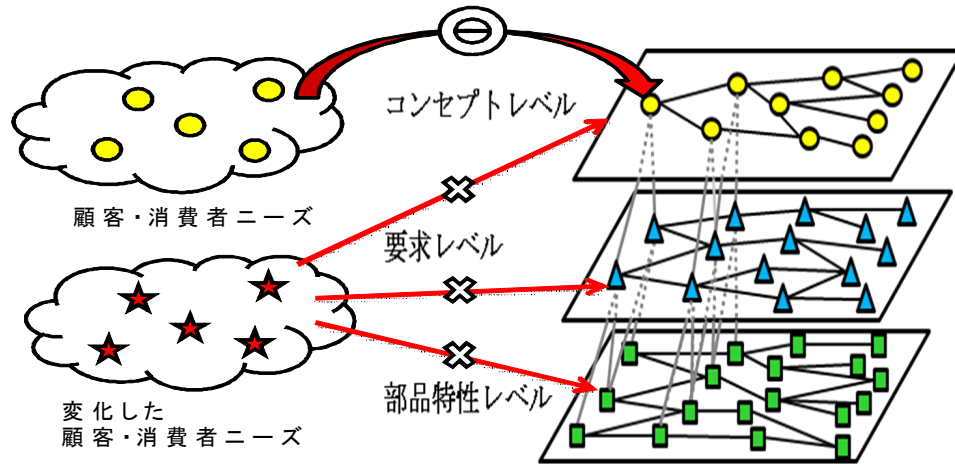 コンセプトレベル
顧客・消費者ニーズ
要求レベル
部品特性レベル
変化した
顧客・消費者ニーズ